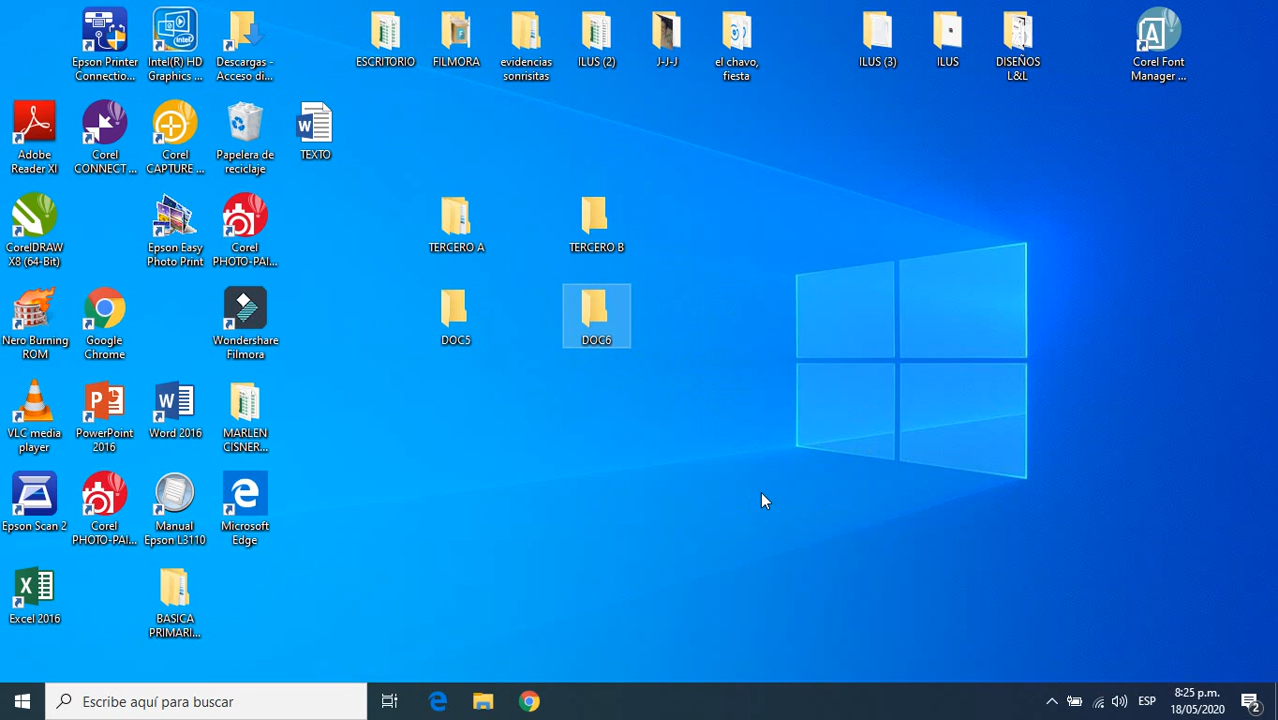 Epson Printer
Connectio...
Intel(R) HD
Graphics ...
Descargas -
Acceso di...
ESCRITORIO
FILMORA
evidencias
sonrisitas
ILUS (2)
J-J-J
el chavo,
fiesta
ILUS (3)
ILUS
DISEÑOS
L&L
Corel Font
Manager ...
Adobe
Reader XI
Corel
CONNECT ...
Corel
CAPTURE ...
Papelera de
reciclaje
TEXTO
CorelDRAW
X8 (64-Bit)
Epson Easy
Photo Print
Corel
PHOTO-PAI...
TERCERO A
TERCERO B
Nero Burning
ROM
Google
Chrome
Wondershare
Filmora
DOC5
DOC6
VLC media
player
PowerPoint
2016
Word 2016
MARLEN
CISNER...
Epson Scan 2
Corel
PHOTO-PAI...
Manual
Epson L3110
Microsoft
Edge
Excel 2016
BASICA
PRIMARI...
Escribe aquí para buscar
ESP
8:25 p.m.
18/05/2020
2